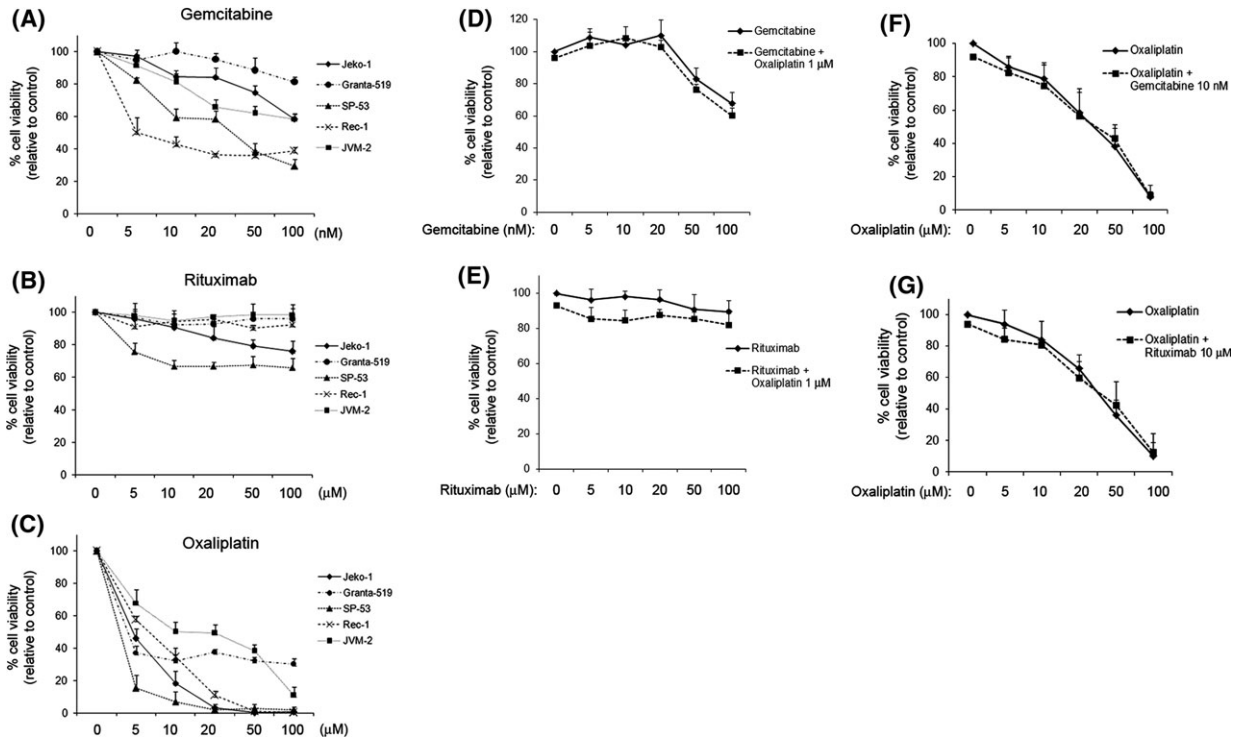 (A)
Gemcitabine
% cell viability
(relative to control)
120
100
80
60
40
20
0
0 5 10 20 50 100 (nM)
Jeko-1
Granta-519
SP-53
Rec-1
JVM-2
(B)
Rituximab
% cell viability
(relative to control)
120
100
80
60
40
20
0
0 5 10 20 50 100 (μM)
Jeko-1
Granta-519
SP-53
Rec-1
JVM-2
(C)
Oxaliplatin
% cell viability
(relative to control)
100
80
60
40
20
0
0 5 10 20 50 100 (μM)
Jeko-1
Granta-519
SP-53
Rec-1
JVM-2
(D)
% cell viability
(relative to control)
120
100
80
60
40
20
0
Gemcitabine (nM): 0 5 10 20 50 100
Gemcitabine
Gemcitabine +
Oxaliplatin 1 μM
(E)
% cell viability
(relative to control)
120
100
80
60
40
20
0
Rituximab (μM): 0 5 10 20 50 100
Rituximab
Rituximab +
Oxaliplatin 1 μM
(F)
% cell viability
(relative to control)
120
100
80
60
40
20
0
Oxaliplatin (μM): 0 5 10 20 50 100
Oxaliplatin
Oxaliplatin +
Gemcitabine 10 nM
(G)
% cell viability
(relative to control)
120
100
80
60
40
20
0
Oxaliplatin (μM): 0 5 10 20 50 100
Oxaliplatin
Oxaliplatin +
Rituximab 10 μM